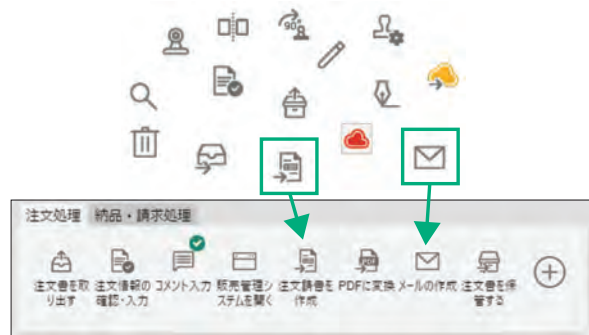 90°
注文処理 納品・請求処理
注文書を取 注文情報の コメント入力 販売管理シ 注文請書を PDFに変換 メールの作成 注文書を保
り出す 確認・入力 ステムを開く 作成 管する